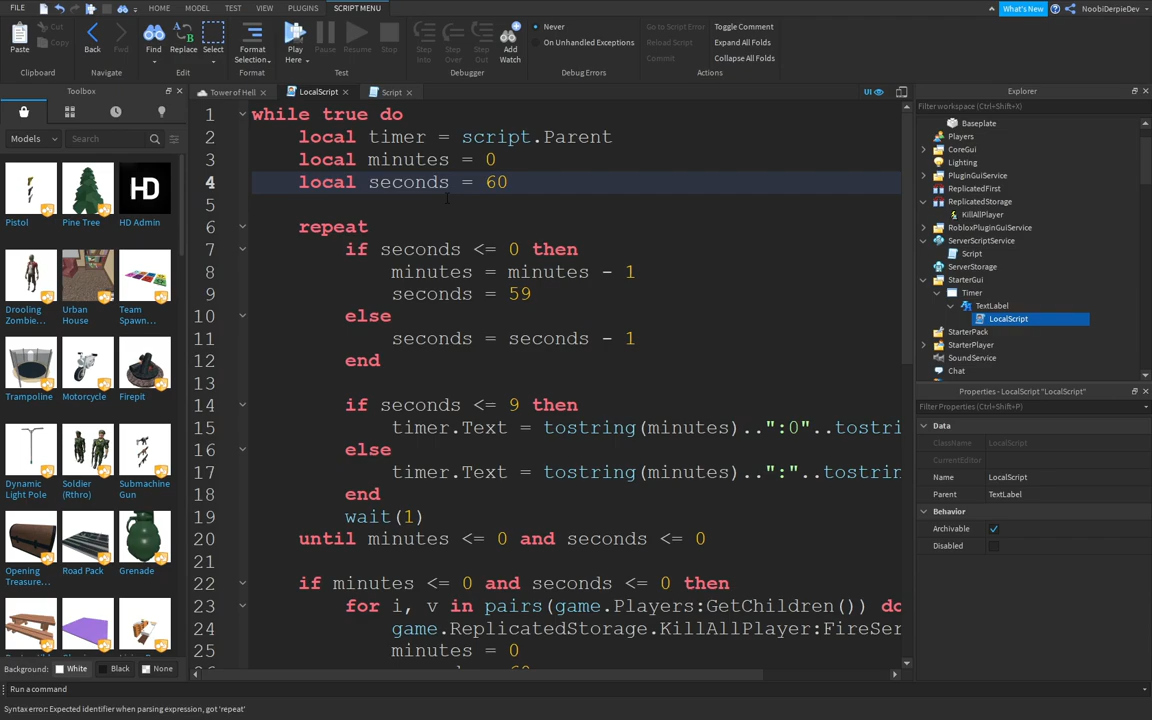 FILE HOME MODEL TEST VIEW PLUGINS SCRIPT MENU What's New NoobiDerpieDev
Paste Cut Copy Back Fwd Find Replace Select Format Selection Play Here Pause Resume Stop Step Into Step Over Step Out Add Watch Never On Unhandled Exceptions Go to Script Error Reload Script Commit Toggle Comment Expand All Folds Collapse All Folds
Clipboard Navigate Edit Format Test Debugger Debug Errors Actions
Toolbox
Models Search
Pistol Pine Tree HD Admin
HD
Drooling Zombie... Urban House Team Spawn...
Trampoline Motorcycle Firepit
Dynamic Light Pole Soldier (Rthro) Submachine Gun
Opening Treasure... Road Pack Grenade
Background: White Black None
Tower of Hell LocalScript Script UI
1 while true do
2 local timer = script.Parent
3 local minutes = 0
4 local seconds = 60
5
6 repeat
7 if seconds <= 0 then
8 minutes = minutes - 1
9 seconds = 59
10 else
11 seconds = seconds - 1
12 end
13
14 if seconds <= 9 then
15 timer.Text = tostring(minutes)..":0"..tostri
16 else
17 timer.Text = tostring(minutes)..":"..tostrin
18 end
19 wait(1)
20 until minutes <= 0 and seconds <= 0
21
22 if minutes <= 0 and seconds <= 0 then
23 for i, v in pairs(game.Players:GetChildren()) do
24 game.ReplicatedStorage.KillAllPlayer:FireSer
25 minutes = 0
Explorer
Filter workspace (Ctrl+Shift+X)
Baseplate
Players
CoreGui
Lighting
PluginGuiService
ReplicatedFirst
ReplicatedStorage
KillAllPlayer
RobloxPluginGuiService
ServerScriptService
Script
ServerStorage
StarterGui
Timer
TextLabel
LocalScript
StarterPack
StarterPlayer
SoundService
Chat
Properties - LocalScript "LocalScript"
Filter Properties (Ctrl+Shift+P)
Data
ClassName LocalScript
CurrentEditor
Name LocalScript
Parent TextLabel
Behavior
Archivable
Disabled
Run a command
Syntax error: Expected identifier when parsing expression, got 'repeat'